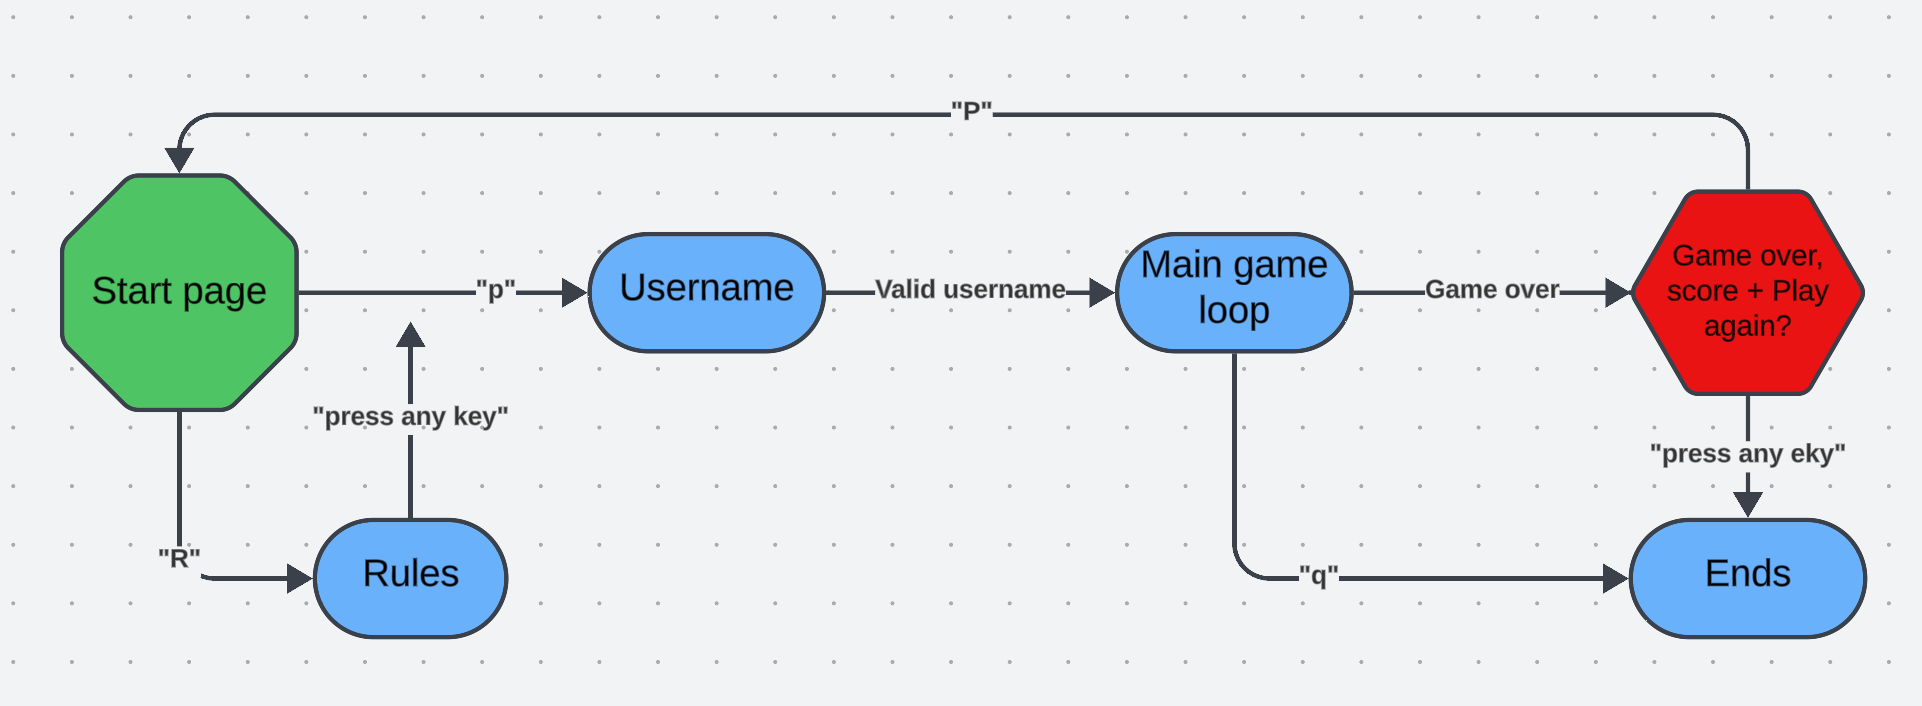 "P"
Start page
"p"
Username
Valid username
Main game
loop
Game over
Game over,
score + Play
again?
"press any key"
"press any eky"
"R"
Rules
"q"
Ends